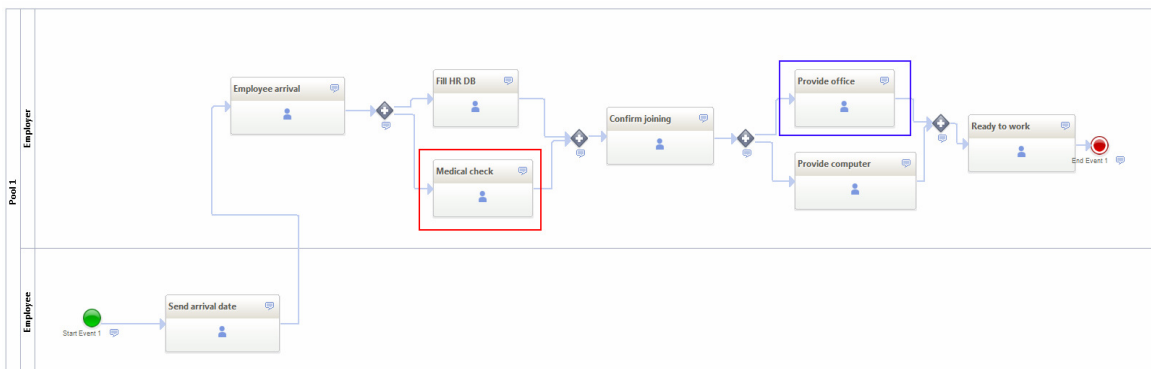 Pool 1
Employer
Employee arrival
Fill HR DB
Medical check
Confirm joining
Provide office
Provide computer
Ready to work
End Event 1
Employee
Start Event 1
Send arrival date